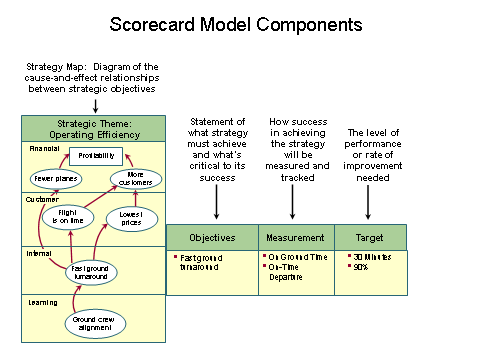 Scorecard Model Components
Strategy Map:  Diagram of the
cause-and-effect relationships
between strategic objectives
Strategic Theme:
Operating Efficiency
Financial
Profitability
Fewer planes
More
customers
Customer
Flight
is on time
Lowest
prices
Internal
Fast ground
turnaround
Learning
Ground crew
alignment
Statement of
what strategy
must achieve
and what's
critical to its
success
How success
in achieving
the strategy
will be
measured and
tracked
The level of
performance
or rate of
improvement
needed
Objectives
Measurement
Target
Fast ground
turnaround
On Ground Time
On-Time
Departure
30 Minutes
90%